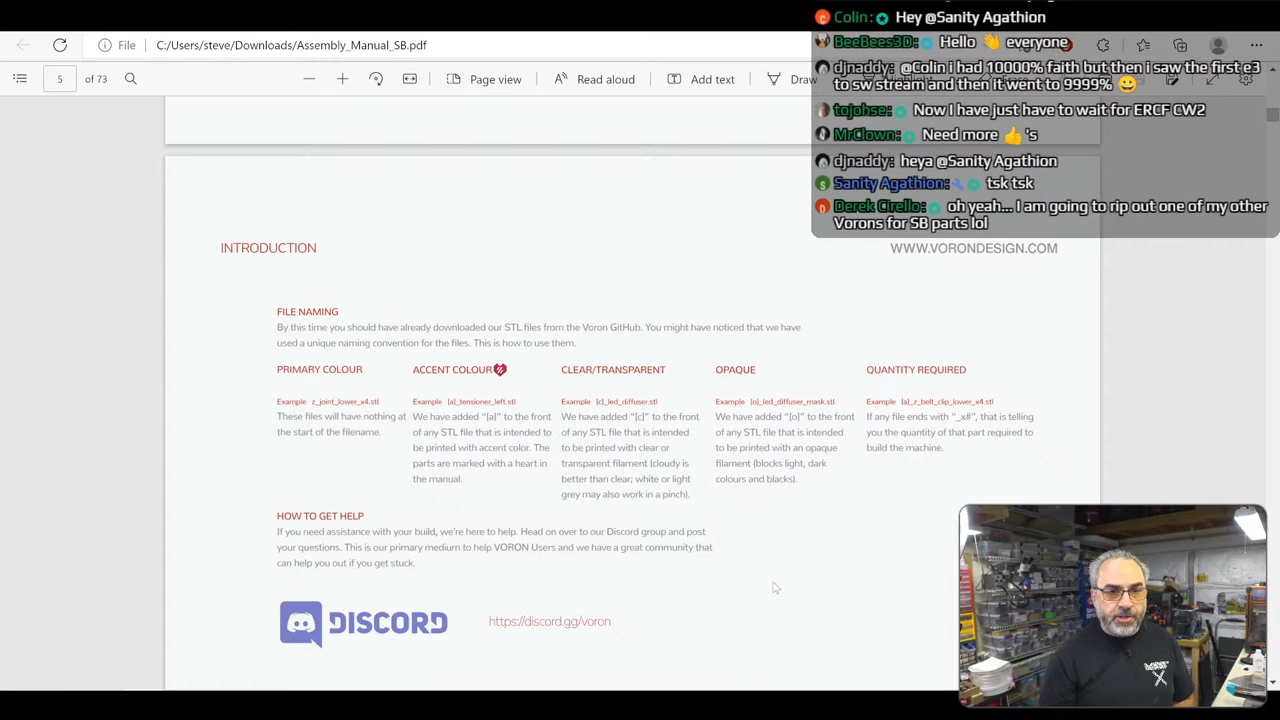 Colin: Hey @Sanity Agathion
BeeBees3D: Hello 👋 everyone
djnaddy: @Colin i had 10000% faith but then i saw the first e3
to sw stream and then it went to 9999% 😀
tojohse: Now I have just have to wait for ERCF CW2
MrClown: Need more 👍's
djnaddy: heya @Sanity Agathion
Sanity Agathion: tsk tsk
Derek Cirello: oh yeah... I am going to rip out one of my other
Vorons for SB parts lol
File C:/Users/steve/Downloads/Assembly_Manual_SB.pdf
5 of 73 Page view Read aloud Add text Draw
INTRODUCTION
WWW.VORONDESIGN.COM
FILE NAMING
By this time you should have already downloaded our STL files from the Voron GitHub. You might have noticed that we have
used a unique naming convention for the files. This is how to use them.
PRIMARY COLOUR
Example z_joint_lower_x4.stl
These files will have nothing at
the start of the filename.
ACCENT COLOUR
Example [a]_tensioner_left.stl
We have added “[a]” to the front
of any STL file that is intended to
be printed with accent color. The
parts are marked with a heart in
the manual.
CLEAR/TRANSPARENT
Example [c]_led_diffuser.stl
We have added “[c]” to the front
of any STL file that is intended
to be printed with clear or
transparent filament (cloudy is
better than clear; white or light
grey may also work in a pinch).
OPAQUE
Example [o]_led_diffuser_mask.stl
We have added “[o]” to the front
of any STL file that is intended
to be printed with an opaque
filament (blocks light, dark
colours and blacks).
QUANTITY REQUIRED
Example [a]_z_belt_clip_lower_x4.stl
If any file ends with “_x#”, that is telling
you the quantity of that part required to
build the machine.
HOW TO GET HELP
If you need assistance with your build, we’re here to help. Head on over to our Discord group and post
your questions. This is our primary medium to help VORON Users and we have a great community that
can help you out if you get stuck.
DISCORD
https://discord.gg/voron